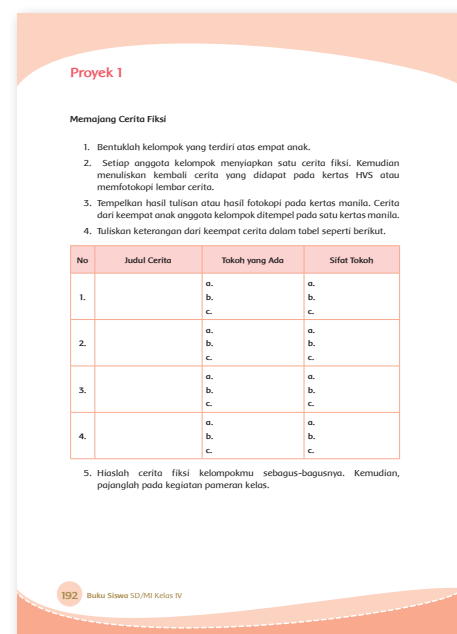 Proyek 1
Memajang Cerita Fiksi
1. Bentuklah kelompok yang terdiri atas empat anak.
2. Setiap anggota kelompok menyiapkan satu cerita fiksi. Kemudian
menuliskan kembali cerita yang didapat pada kertas HVS atau
memfotokopi lembar cerita.
3. Tempelkan hasil tulisan atau hasil fotokopi pada kertas manila. Cerita
dari keempat anak anggota kelompok ditempel pada satu kertas manila.
4. Tuliskan keterangan dari keempat cerita dalam tabel seperti berikut.
No Judul Cerita Tokoh yang Ada Sifat Tokoh
a. a.
1. b. b.
c. c.
a. a.
2. b. b.
c. c.
a. a.
3. b. b.
c. c.
a. a.
4. b. b.
c. c.
5. Hiaslah cerita fiksi kelompokmu sebagus-bagusnya. Kemudian,
pajanglah pada kegiatan pameran kelas.
192 Buku Siswa SD/MI Kelas IV